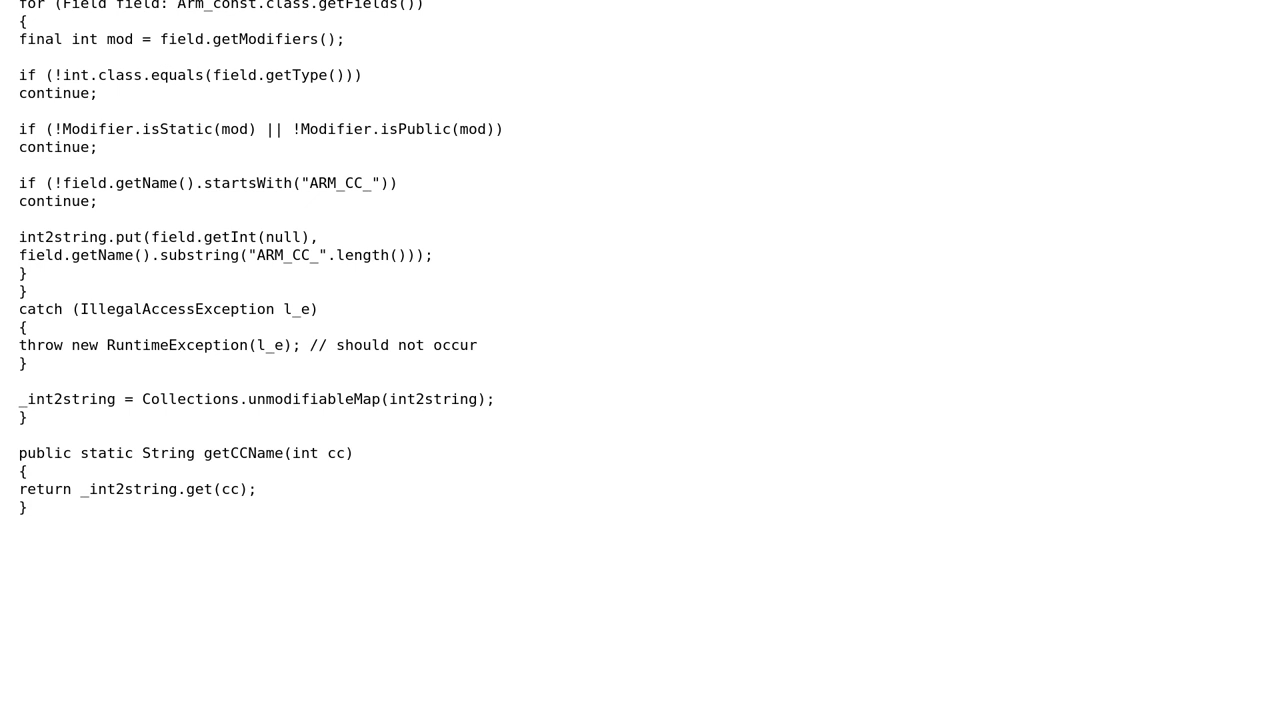 for (Field field: Arm_const.class.getFields())
{
final int mod = field.getModifiers();

if (!int.class.equals(field.getType()))
continue;

if (!Modifier.isStatic(mod) || !Modifier.isPublic(mod))
continue;

if (!field.getName().startsWith("ARM_CC_"))
continue;

int2string.put(field.getInt(null),
field.getName().substring("ARM_CC_".length()));
}
}
catch (IllegalAccessException l_e)
{
throw new RuntimeException(l_e); // should not occur
}

_int2string = Collections.unmodifiableMap(int2string);
}

public static String getCCName(int cc)
{
return _int2string.get(cc);
}